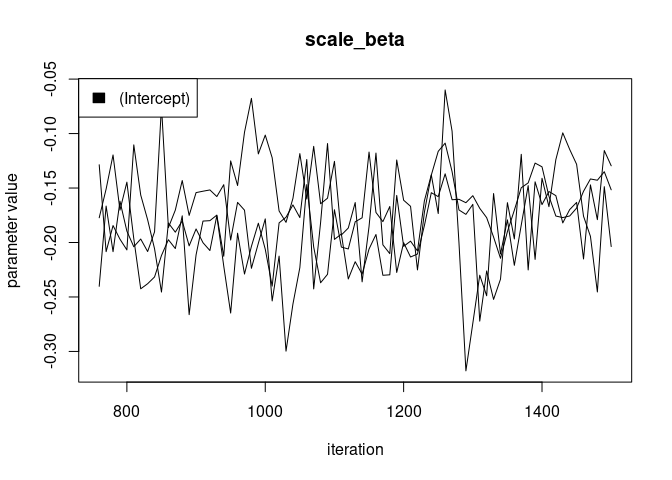 scale_beta
(Intercept)
parameter value
-0.05
-0.10
-0.15
-0.20
-0.25
-0.30
800 1000 1200 1400
iteration